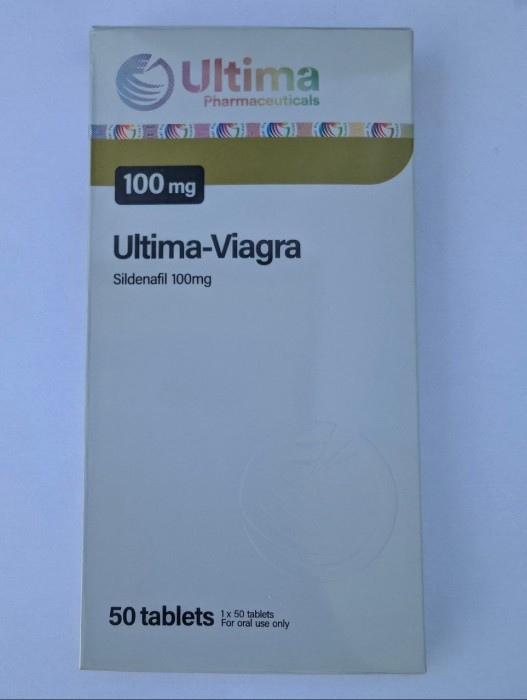 Ultima
Pharmaceuticals
100 mg
Ultima-Viagra
Sildenafil 100mg
50 tablets
1 x 50 tablets
For oral use only